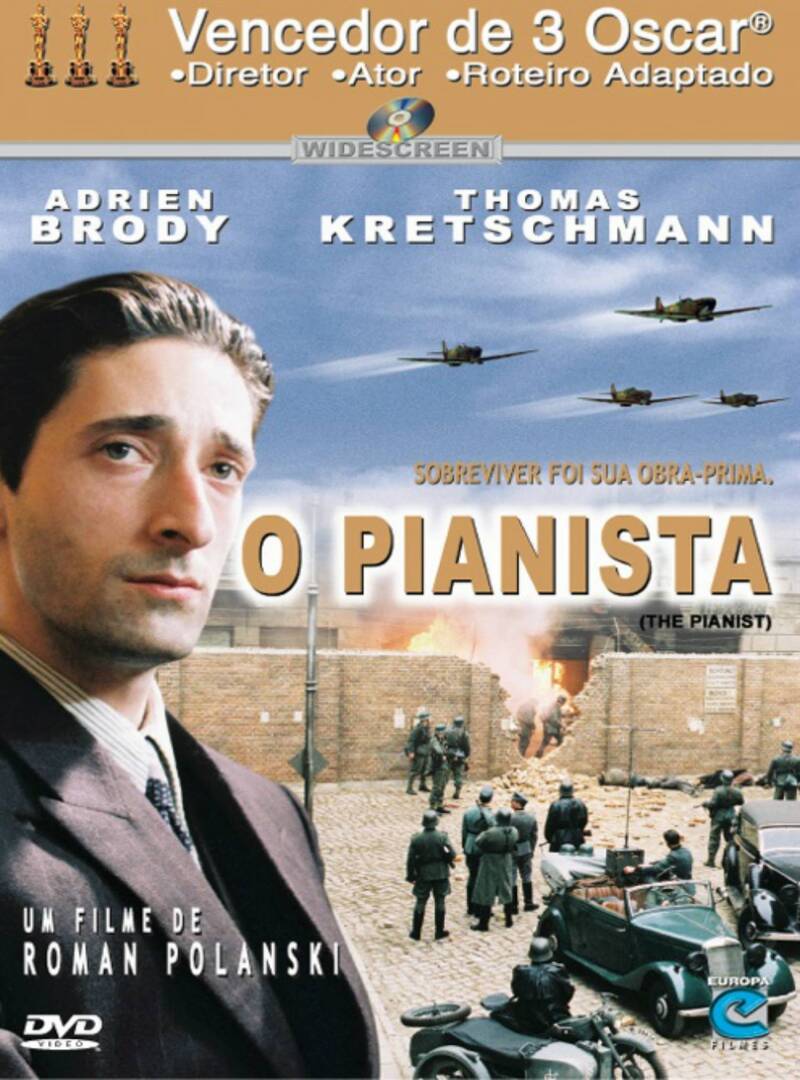 Vencedor de 3 Oscar®
•Diretor •Ator •Roteiro Adaptado
WIDESCREEN
ADRIEN
BRODY
THOMAS
KRETSCHMANN
SOBREVIVER FOI SUA OBRA-PRIMA.
O PIANISTA
(THE PIANIST)
UM FILME DE
ROMAN POLANSKI
DVD
VIDEO
EUROPA
FILMES